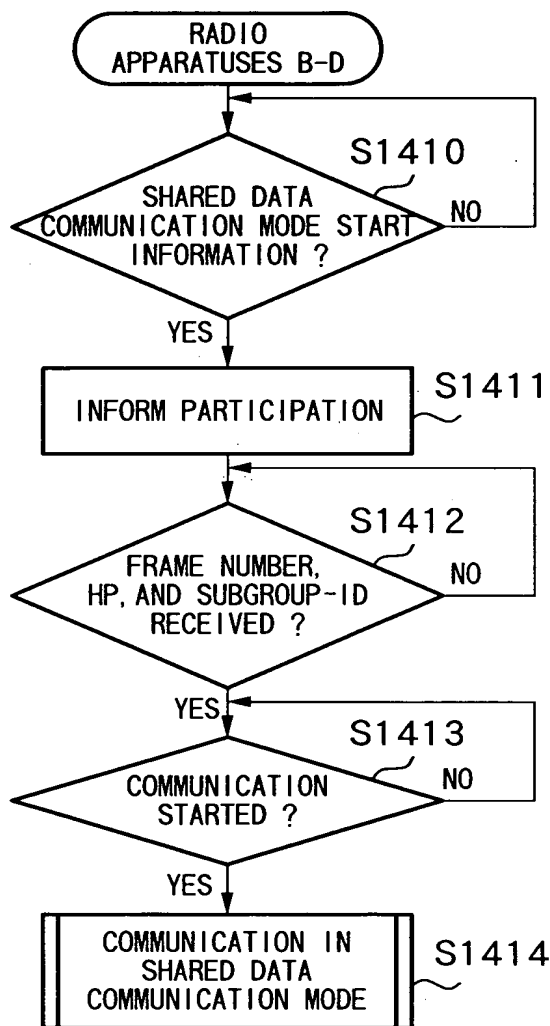 RADIO
APPARATUSES B-D
S1410
SHARED DATA
COMMUNICATION MODE START
INFORMATION ?
NO
YES
S1411
INFORM PARTICIPATION
S1412
FRAME NUMBER,
HP, AND SUBGROUP-ID
RECEIVED ?
NO
YES
S1413
COMMUNICATION
STARTED ?
NO
YES
COMMUNICATION IN
SHARED DATA
COMMUNICATION MODE
S1414